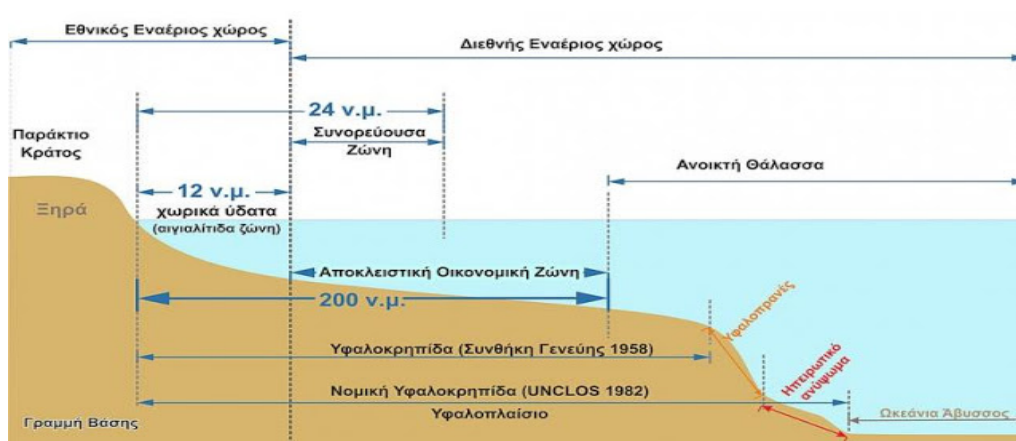 Εθνικός Εναέριος χώρος
Διεθνής Εναέριος χώρος
24 ν.μ.
Συνορεύουσα
Ζώνη
Παράκτιο
Κράτος
Ανοικτή Θάλασσα
12 ν.μ.
χωρικά ύδατα
(αιγιαλίτιδα ζώνη)
Ξηρά
Αποκλειστική Οικονομική Ζώνη
200 ν.μ.
Υφαλοπρανές
Υφαλοκρηπίδα (Συνθήκη Γενεύης 1958)
Ηπειρωτικό
ανύψωμα
Νομική Υφαλοκρηπίδα (UNCLOS 1982)
Υφαλοπλαίσιο
Γραμμή Βάσης
Ωκεάνια Άβυσσος